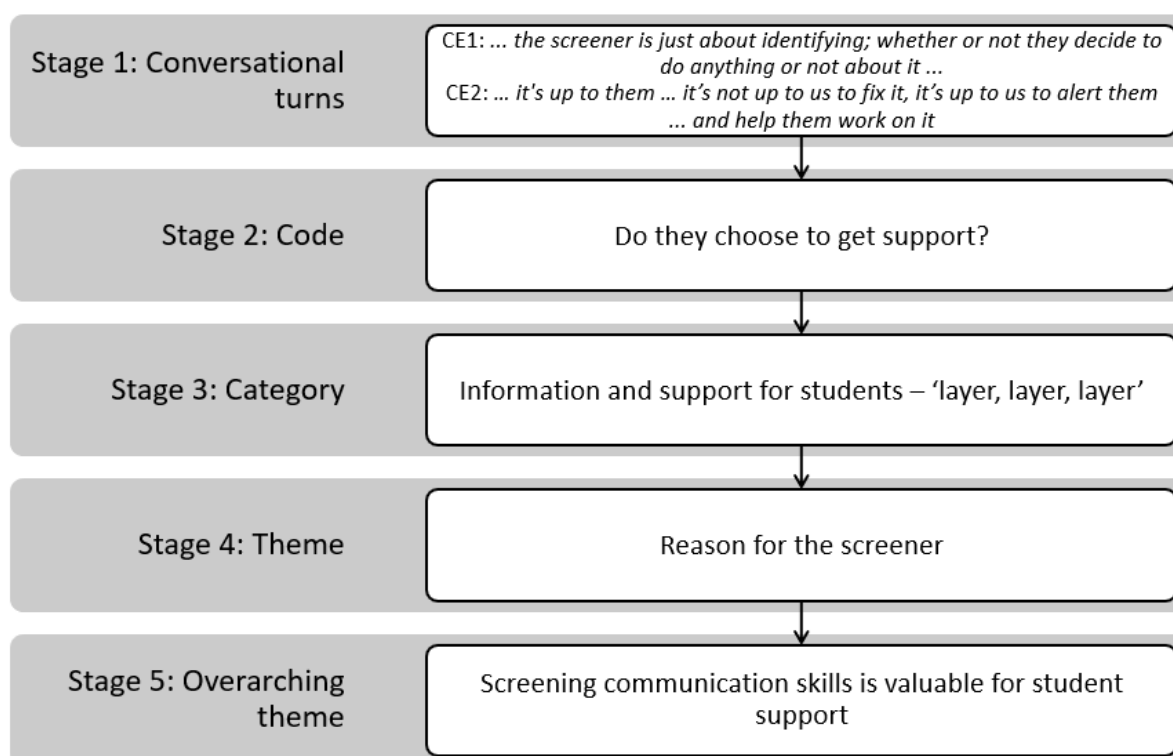 Stage 1: Conversational
turns
CE1: ... the screener is just about identifying; whether or not they decide to
do anything or not about it ...
CE2: … it's up to them … it’s not up to us to fix it, it’s up to us to alert them
... and help them work on it
Stage 2: Code
Do they choose to get support?
Stage 3: Category
Information and support for students – ‘layer, layer, layer’
Stage 4: Theme
Reason for the screener
Stage 5: Overarching
theme
Screening communication skills is valuable for student
support